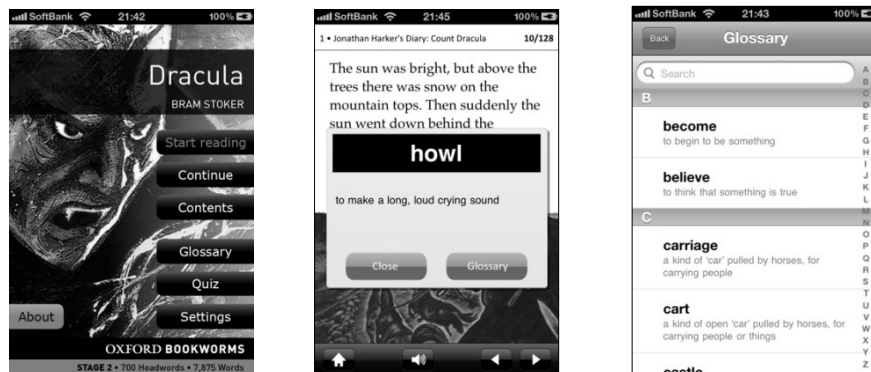 SoftBank 21:42 100%
Dracula
BRAM STOKER
Start reading
Continue
Contents
Glossary
Quiz
About
Settings
OXFORD BOOKWORMS
STAGE 2 • 700 Headwords • 7,875 Words
SoftBank 21:45 100%
1 • Jonathan Harker's Diary: Count Dracula 10/128
The sun was bright, but above the
trees there was snow on the
mountain tops. Then suddenly the
sun went down behind the
howl
to make a long, loud crying sound
Close
Glossary
SoftBank 21:43 100%
Back
Glossary
Search
B
become
to begin to be something
believe
to think that something is true
C
carriage
a kind of 'car' pulled by horses, for
carrying people
cart
a kind of open 'car' pulled by horses, for
carrying people or things
castle
A
B
C
D
E
F
G
H
I
J
K
L
M
N
O
P
Q
R
S
T
U
V
W
X
Y
Z